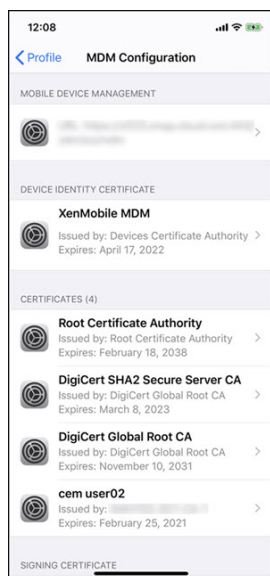 12:08
Profile
MDM Configuration
MOBILE DEVICE MANAGEMENT
DEVICE IDENTITY CERTIFICATE
XenMobile MDM
Issued by: Devices Certificate Authority
Expires: April 17, 2022
CERTIFICATES (4)
Root Certificate Authority
Issued by: Root Certificate Authority
Expires: February 18, 2038
DigiCert SHA2 Secure Server CA
Issued by: DigiCert Global Root CA
Expires: March 8, 2023
DigiCert Global Root CA
Issued by: DigiCert Global Root CA
Expires: November 10, 2031
cem user02
Issued by:
Expires: February 25, 2021
SIGNING CERTIFICATE